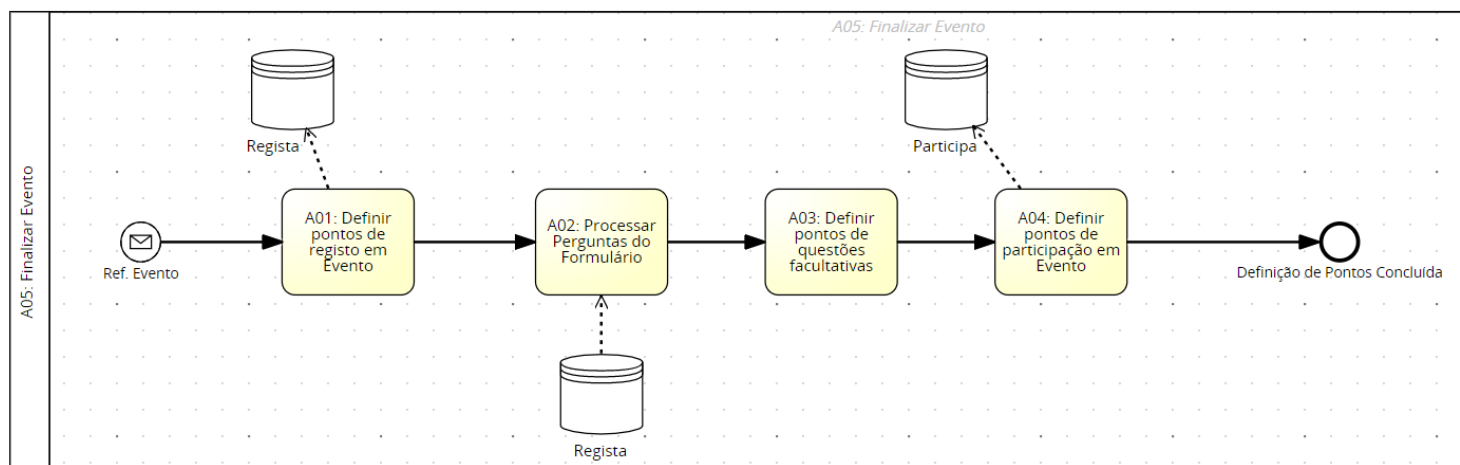 A05: Finalizar Evento
A05: Finalizar Evento
Regista
Participa
A01: Definir
pontos de
registo em
Evento
A02: Processar
Perguntas do
Formulário
A03: Definir
pontos de
questões
facultativas
A04: Definir
pontos de
participação em
Evento
Ref. Evento
Definição de Pontos Concluída
Regista